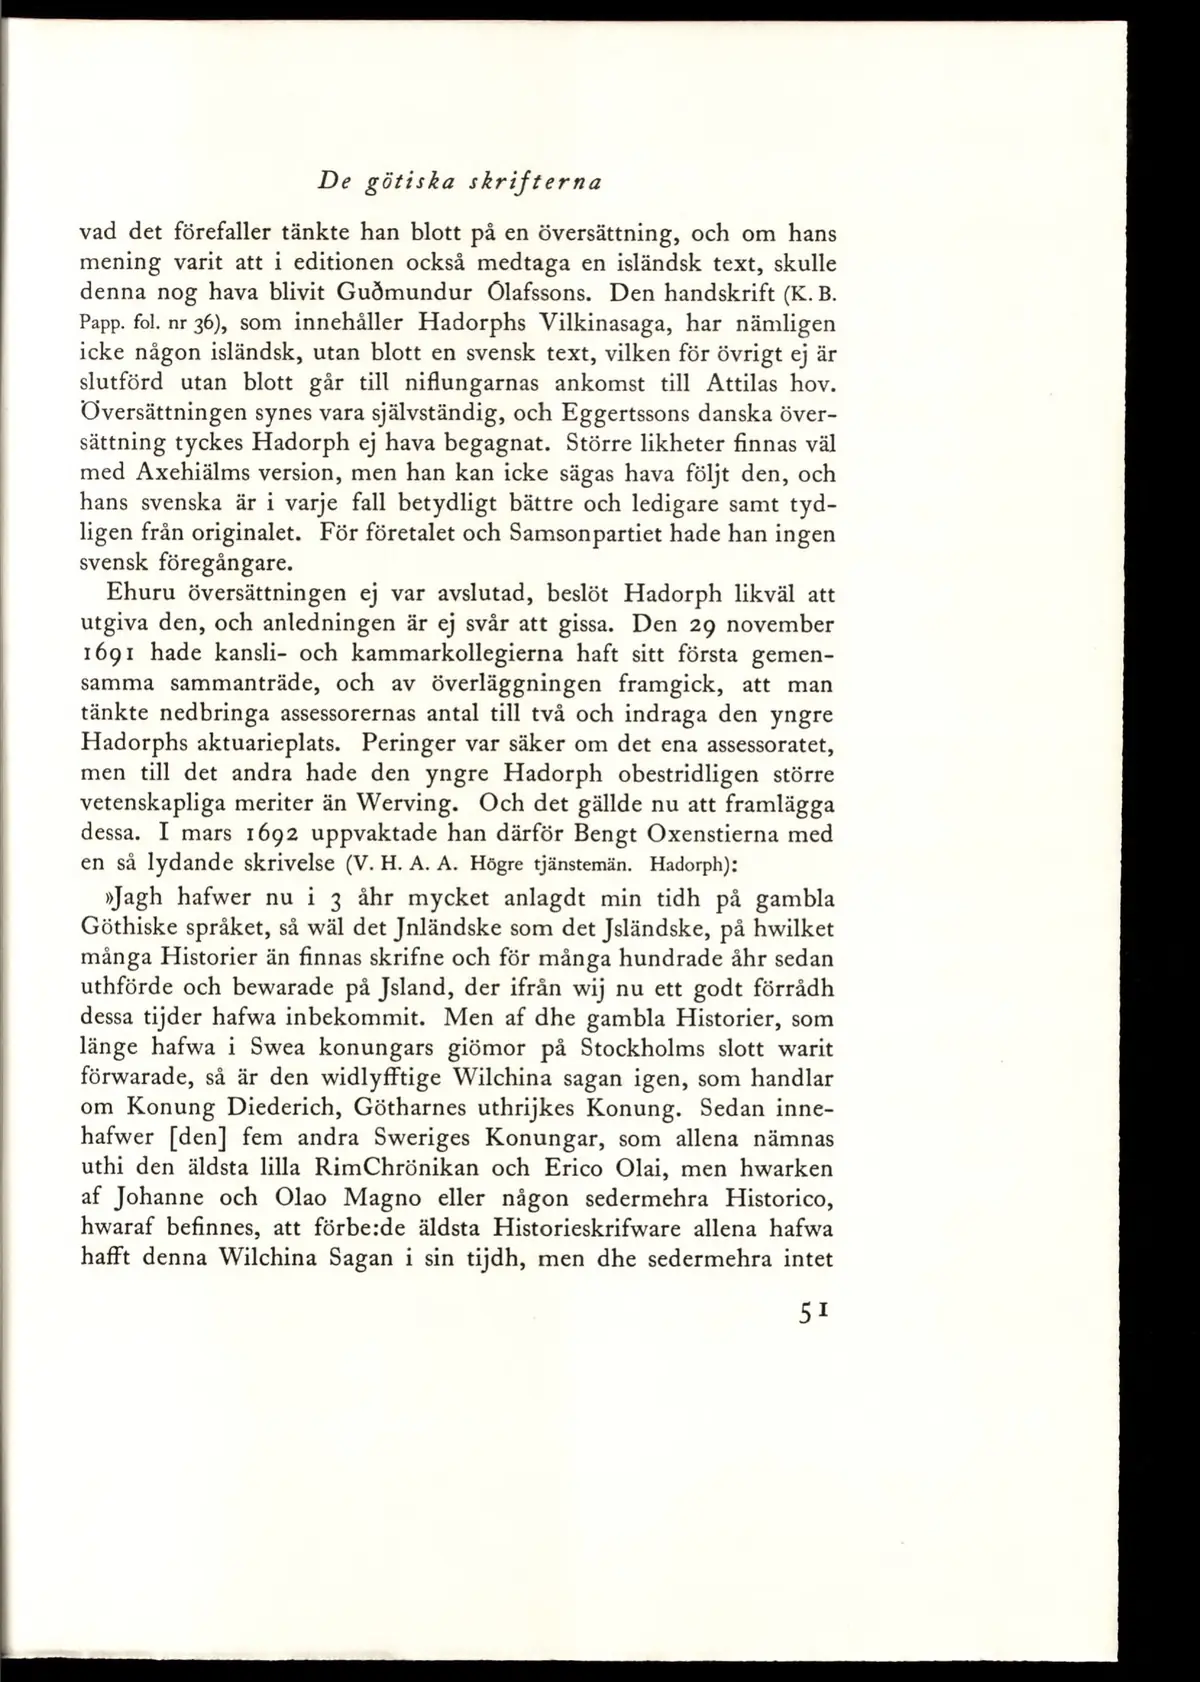 De götiska skrifterna
vad det förefaller tänkte han blott på en översättning, och om hans
mening varit att i editionen också medtaga en isländsk text, skulle
denna nog hava blivit Guðmundur Ólafssons. Den handskrift (K. B.
Papp. fol. nr 36), som innehåller Hadorphs Vilkinasaga, har nämligen
icke någon isländsk, utan blott en svensk text, vilken för övrigt ej är
slutförd utan blott går till niflungarnas ankomst till Attilas hov.
Översättningen synes vara självständig, och Eggertssons danska över-
sättning tyckes Hadorph ej hava begagnat. Större likheter finnas väl
med Axehiälms version, men han kan icke sägas hava följt den, och
hans svenska är i varje fall betydligt bättre och ledigare samt tyd-
ligen från originalet. För företalet och Samsonpartiet hade han ingen
svensk föregångare.
Ehuru översättningen ej var avslutad, beslöt Hadorph likväl att
utgiva den, och anledningen är ej svår att gissa. Den 29 november
1691 hade kansli- och kammarkollegierna haft sitt första gemen-
samma sammanträde, och av överläggningen framgick, att man
tänkte nedbringa assessorernas antal till två och indraga den yngre
Hadorphs aktuarieplats. Peringer var säker om det ena assessoratet,
men till det andra hade den yngre Hadorph obestridligen större
vetenskapliga meriter än Werving. Och det gällde nu att framlägga
dessa. I mars 1692 uppvaktade han därför Bengt Oxenstierna med
en så lydande skrivelse (V. H. A. A. Högre tjänstemän. Hadorph):
»Jagh hafwer nu i 3 åhr mycket anlagdt min tidh på gambla
Göthiske språket, så wäl det Jnländske som det Jsländske, på hwilket
många Historier än finnas skrifne och för många hundrade åhr sedan
uthförde och bewarade på Jsland, der ifrån wij nu ett godt förrådh
dessa tijder hafwa inbekommit. Men af dhe gambla Historier, som
länge hafwa i Swea konungars giömor på Stockholms slott warit
förwarade, så är den widlyfftige Wilchina sagan igen, som handlar
om Konung Diederich, Götharnes uthrijkes Konung. Sedan inne-
hafwer [den] fem andra Sweriges Konungar, som allena nämnas
uthi den äldsta lilla RimChrönikan och Erico Olai, men hwarken
af Johanne och Olao Magno eller någon sedermehra Historico,
hwaraf befinnes, att förbe:de äldsta Historieskrifware allena hafwa
hafft denna Wilchina Sagan i sin tijdh, men dhe sedermehra intet
51